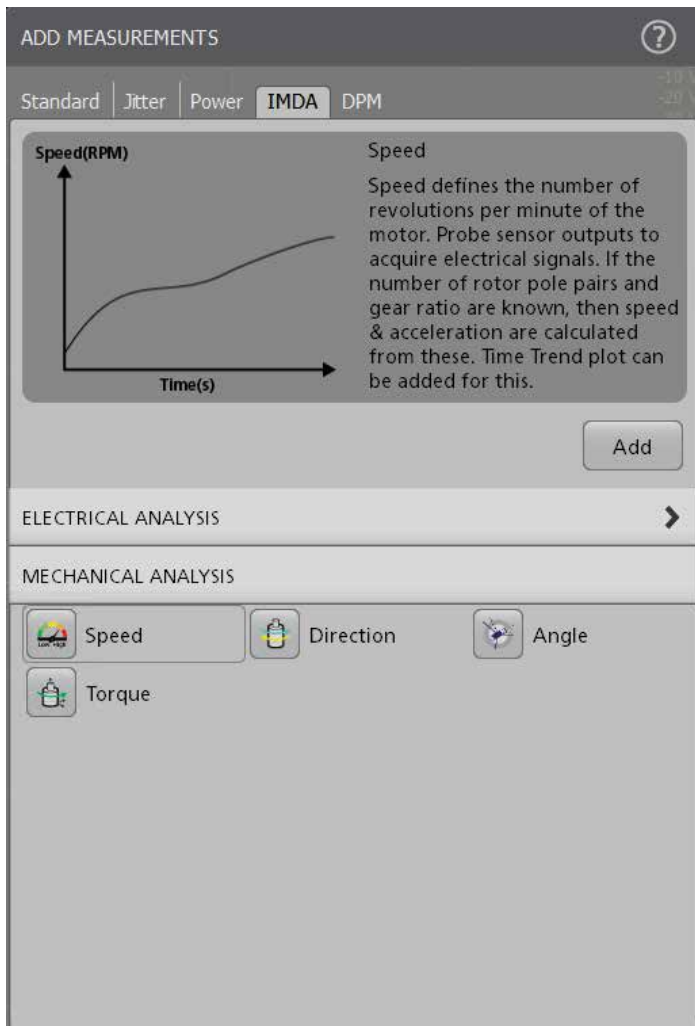 ADD MEASUREMENTS
?
-10 V
-20
Standard Jitter Power IMDA DPM
Speed(RPM)
Time(s)
Speed
Speed defines the number of
revolutions per minute of the
motor. Probe sensor outputs to
acquire electrical signals. If the
number of rotor pole pairs and
gear ratio are known, then speed
& acceleration are calculated
from these. Time Trend plot can
be added for this.
Add
ELECTRICAL ANALYSIS
MECHANICAL ANALYSIS
Speed Direction Angle
Torque